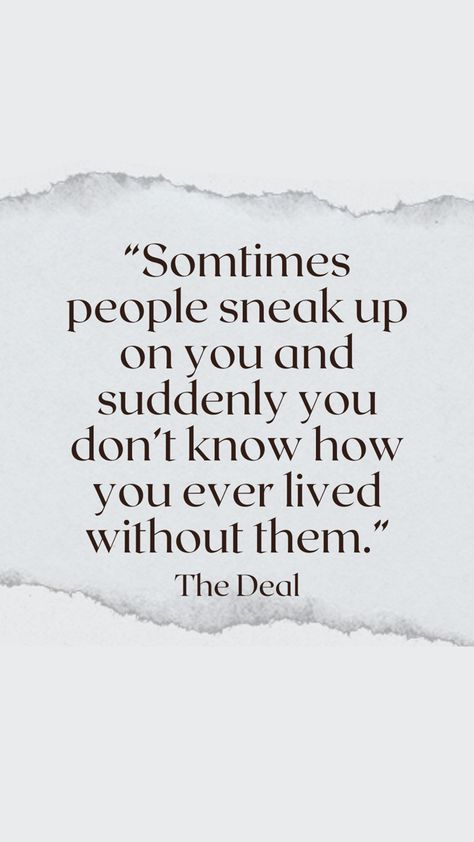 “Somtimes
people sneak up
on you and
suddenly you
don't know how
you ever lived
without them.”
The Deal